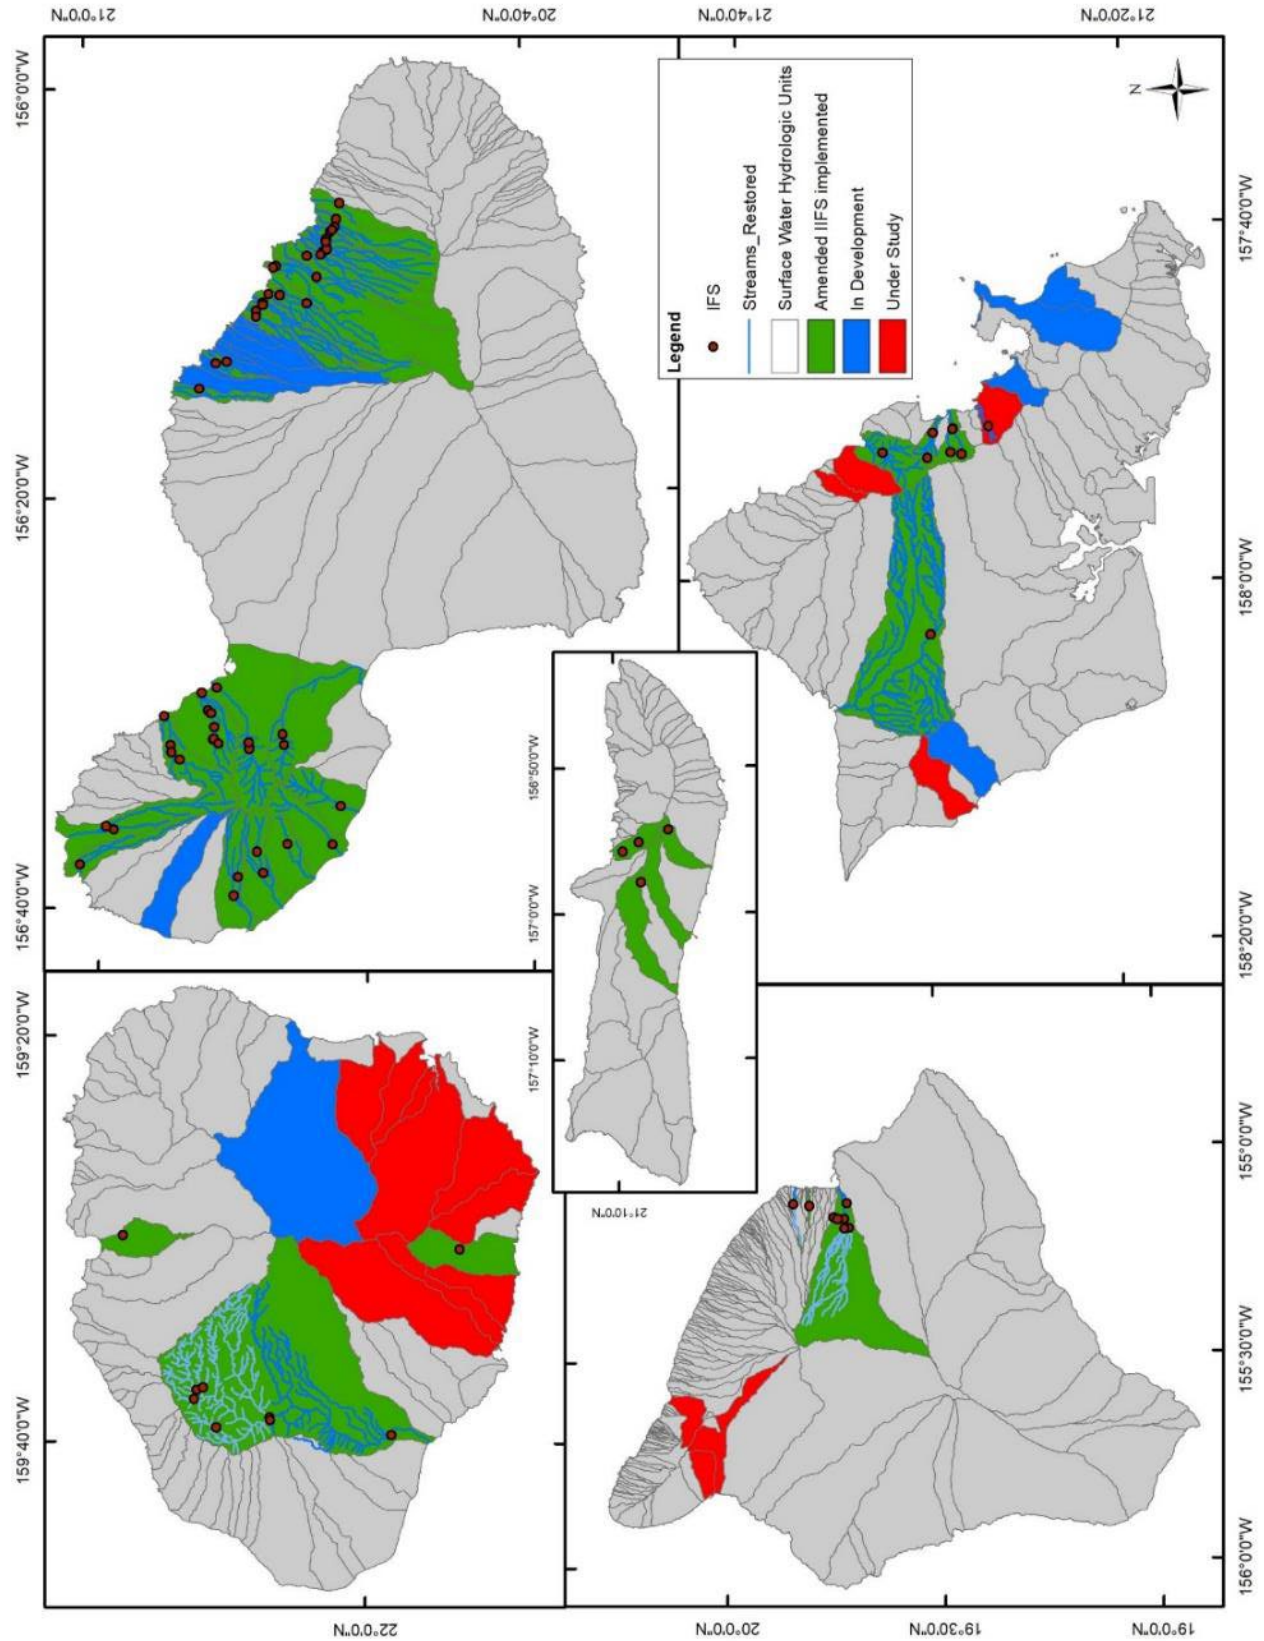 159°40'0"W 159°20'0"W 156°40'0"W 156°20'0"W 156°0'0"W
21°0'0"N
22°0'0"N
20°40'0"N
157°10'0"W 157°0'0"W 156°50'0"W
21°10'0"N
Legend
IFS
Streams_Restored
Surface Water Hydrologic Units
Amended IIFS implemented
In Development
Under Study
21°40'0"N
20°0'0"N
19°30'0"N
21°20'0"N
N
19°0'0"N
156°0'0"W 155°30'0"W 155°0'0"W 158°20'0"W 158°0'0"W 157°40'0"W